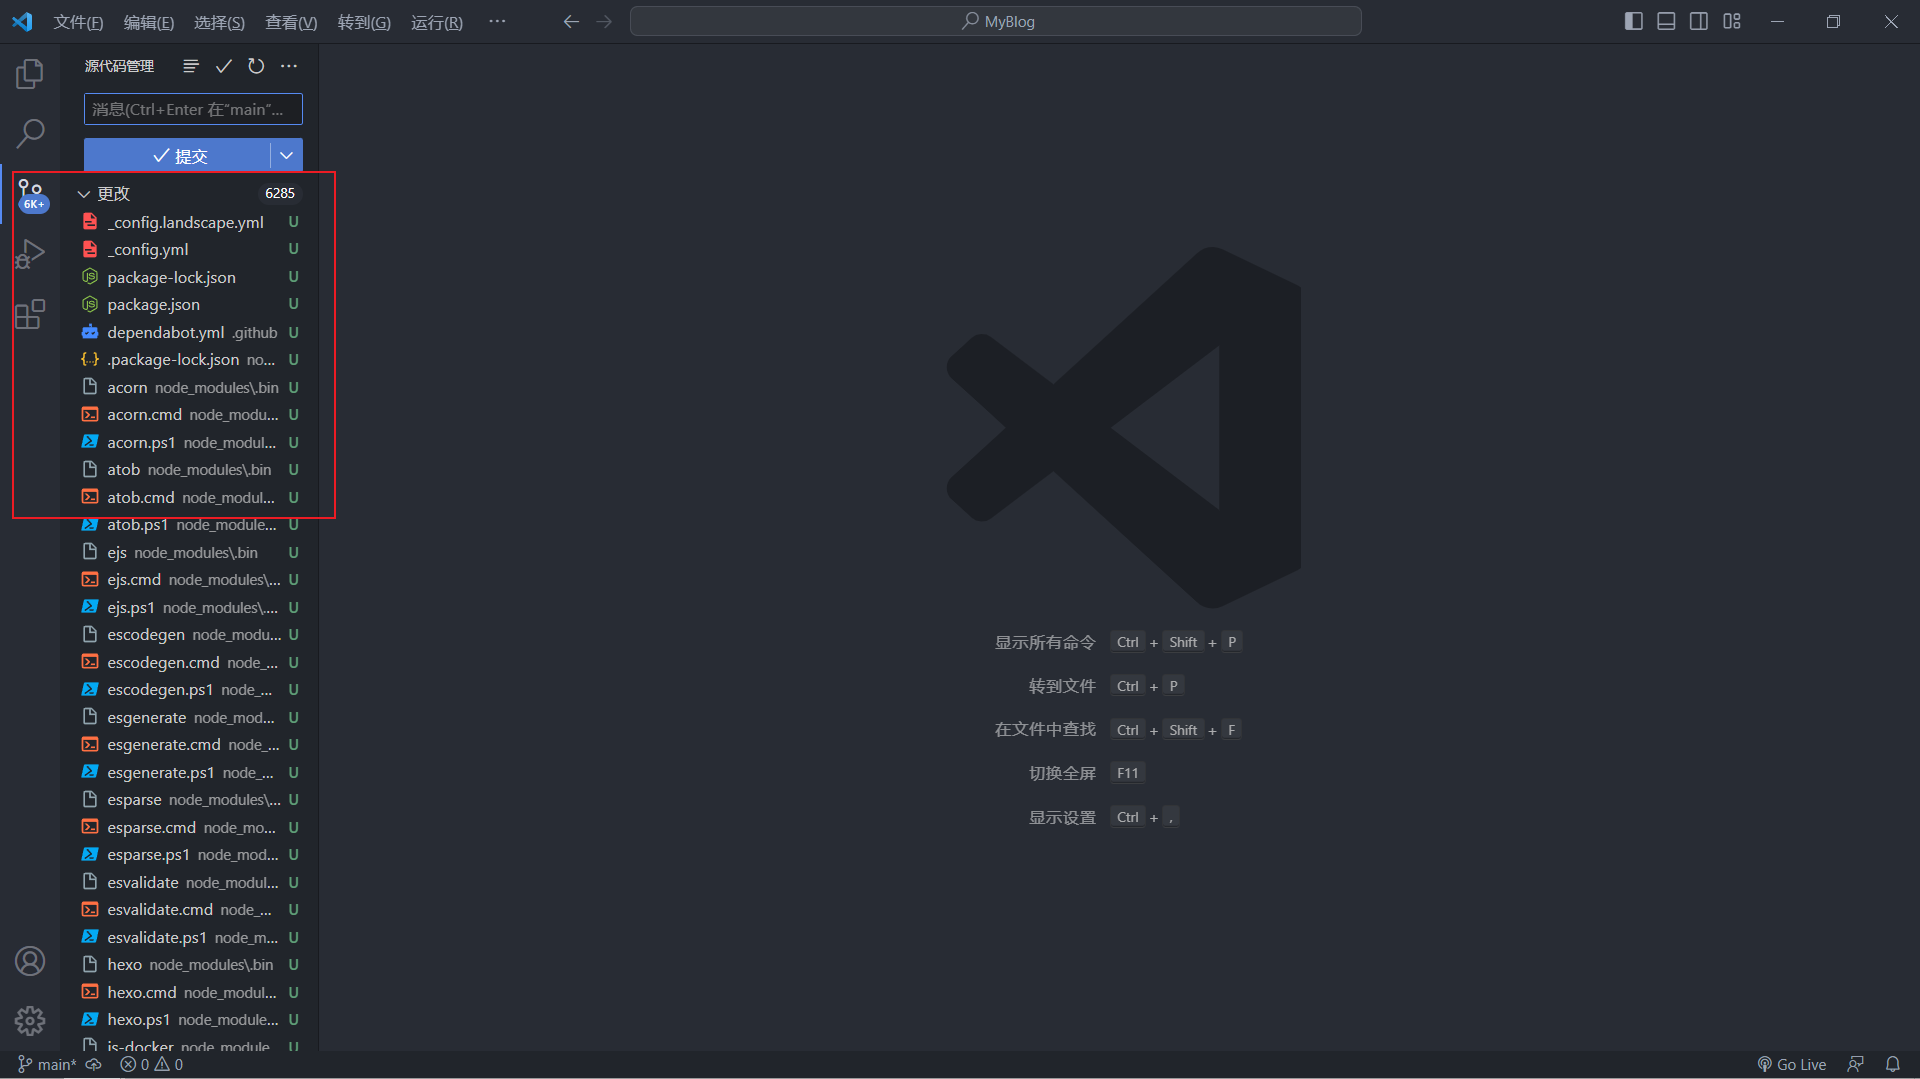 文件(F) 编辑(E) 选择(S) 查看(V) 转到(G) 运行(R) ··· MyBlog
源代码管理
消息(Ctrl+Enter 在"main"...
提交
更改 6285
6K+
_config.landscape.yml U
_config.yml U
package-lock.json U
package.json U
dependabot.yml .github U
.package-lock.json no... U
acorn node_modules\.bin U
acorn.cmd node_modu... U
acorn.ps1 node_modul... U
atob node_modules\.bin U
atob.cmd node_modul... U
atob.ps1 node_module... U
ejs node_modules\.bin U
ejs.cmd node_modules\... U
ejs.ps1 node_modules\.... U
escodegen node_modu... U
escodegen.cmd node_... U
escodegen.ps1 node_... U
esgenerate node_mod... U
esgenerate.cmd node_... U
esgenerate.ps1 node_... U
esparse node_modules\... U
esparse.cmd node_mo... U
esparse.ps1 node_mod... U
esvalidate node_modul... U
esvalidate.cmd node_... U
esvalidate.ps1 node_m... U
hexo node_modules\.bin U
hexo.cmd node_modul... U
hexo.ps1 node_module... U
is-docker node_module... U
显示所有命令 Ctrl + Shift + P
转到文件 Ctrl + P
在文件中查找 Ctrl + Shift + F
切换全屏 F11
显示设置 Ctrl + ,
main* 0 0 Go Live